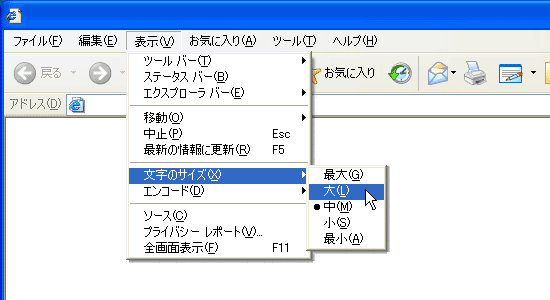 ファイル(F) 編集(E) 表示(V) お気に入り(A) ツール(T) ヘルプ(H)
戻る お気に入り
アドレス(D)
ツール バー(T)
ステータス バー(B)
エクスプローラ バー(E)
移動(O)
中止(P) Esc
最新の情報に更新(R) F5
文字のサイズ(X)
エンコード(D)
ソース(C)
プライバシー レポート(V)...
全画面表示(F) F11
最大(G)
大(L)
中(M)
小(S)
最小(A)